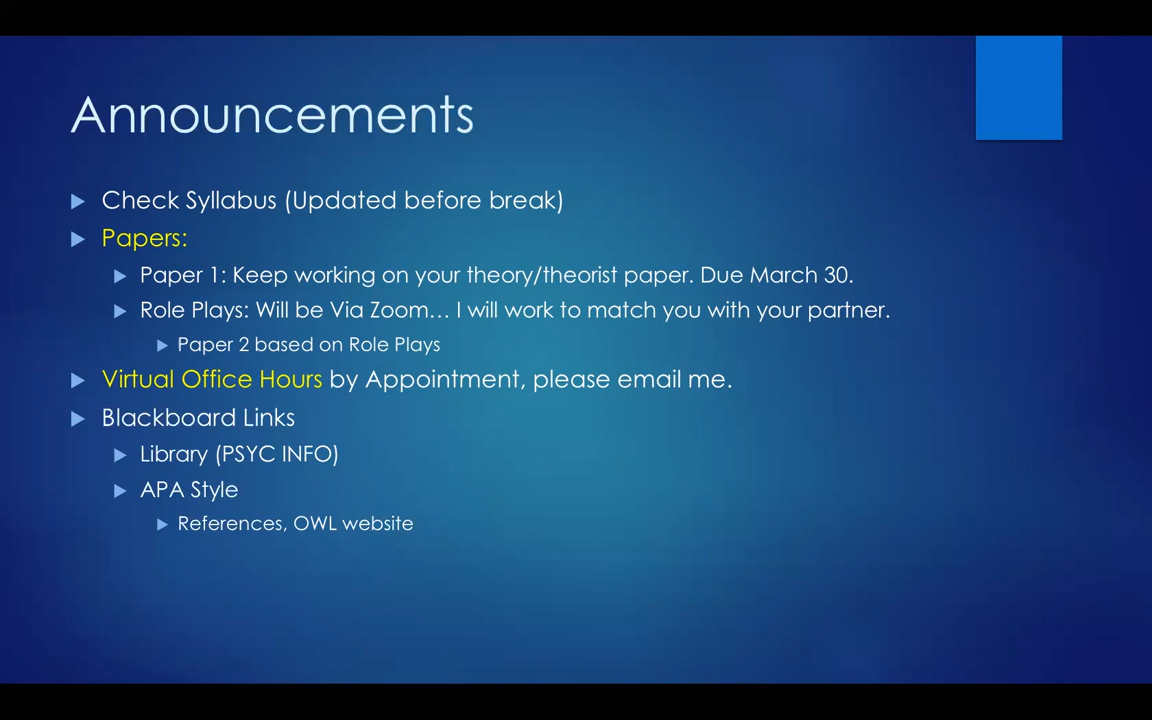 Announcements
Check Syllabus (Updated before break)
Papers:
Paper 1: Keep working on your theory/theorist paper. Due March 30.
Role Plays: Will be Via Zoom... I will work to match you with your partner.
Paper 2 based on Role Plays
Virtual Office Hours by Appointment, please email me.
Blackboard Links
Library (PSYC INFO)
APA Style
References, OWL website